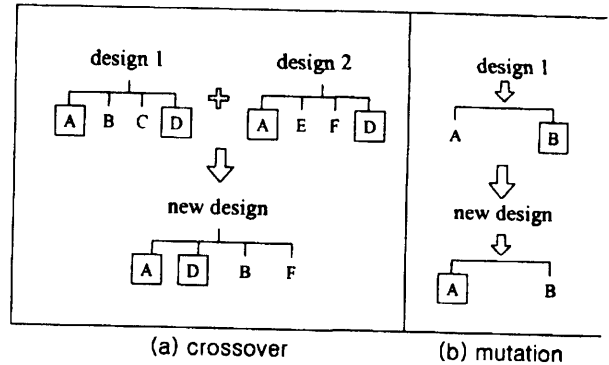 design 1 design 2
A B C D A E F D
new design
A D B F
(a) crossover
design 1
A B
new design
A B
(b) mutation